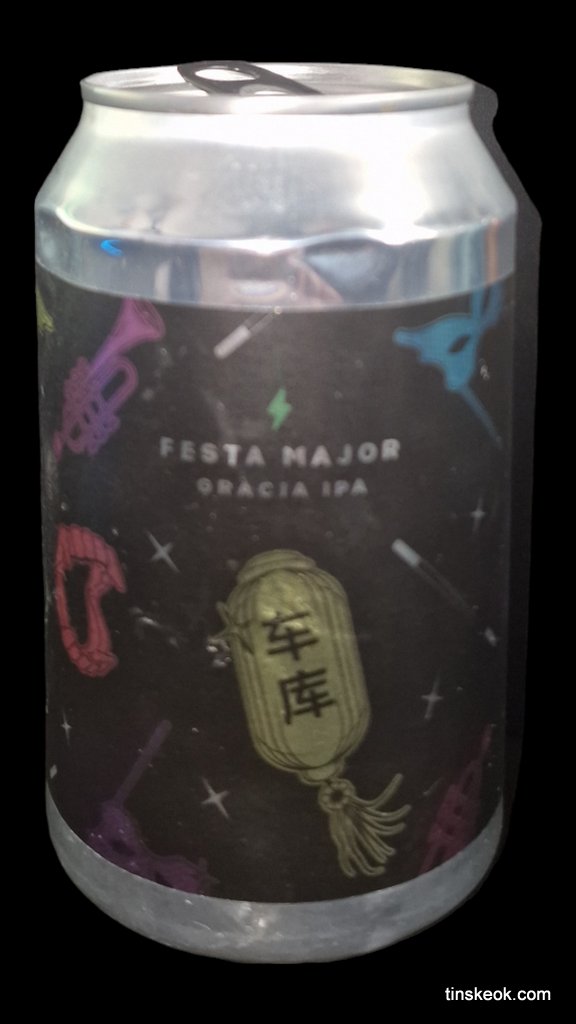 FESTA MAJOR
GRÀCIA IPA
车
库
tinskeok.com